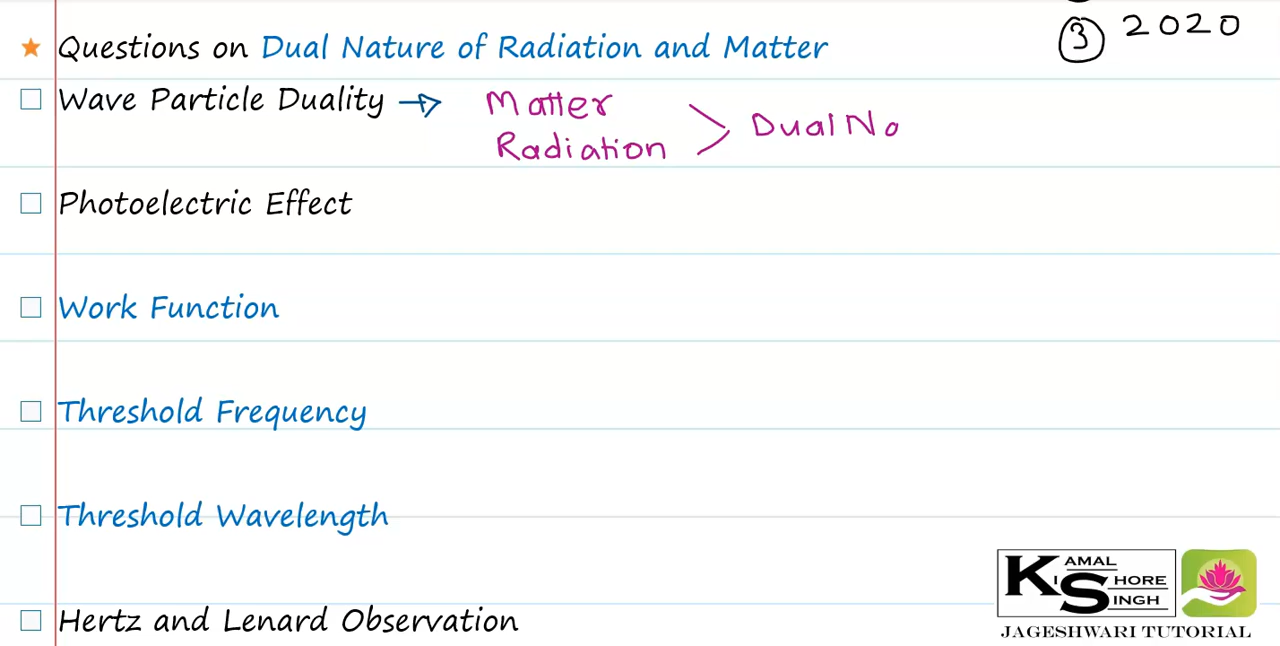 ③ 2020
Questions on Dual Nature of Radiation and Matter
Wave Particle Duality → Matter
Radiation > Dual Na
Photoelectric Effect
Work Function
Threshold Frequency
Threshold Wavelength
Hertz and Lenard Observation
KAMAL
KISHORE
SINGH
JAGESHWARI TUTORIAL